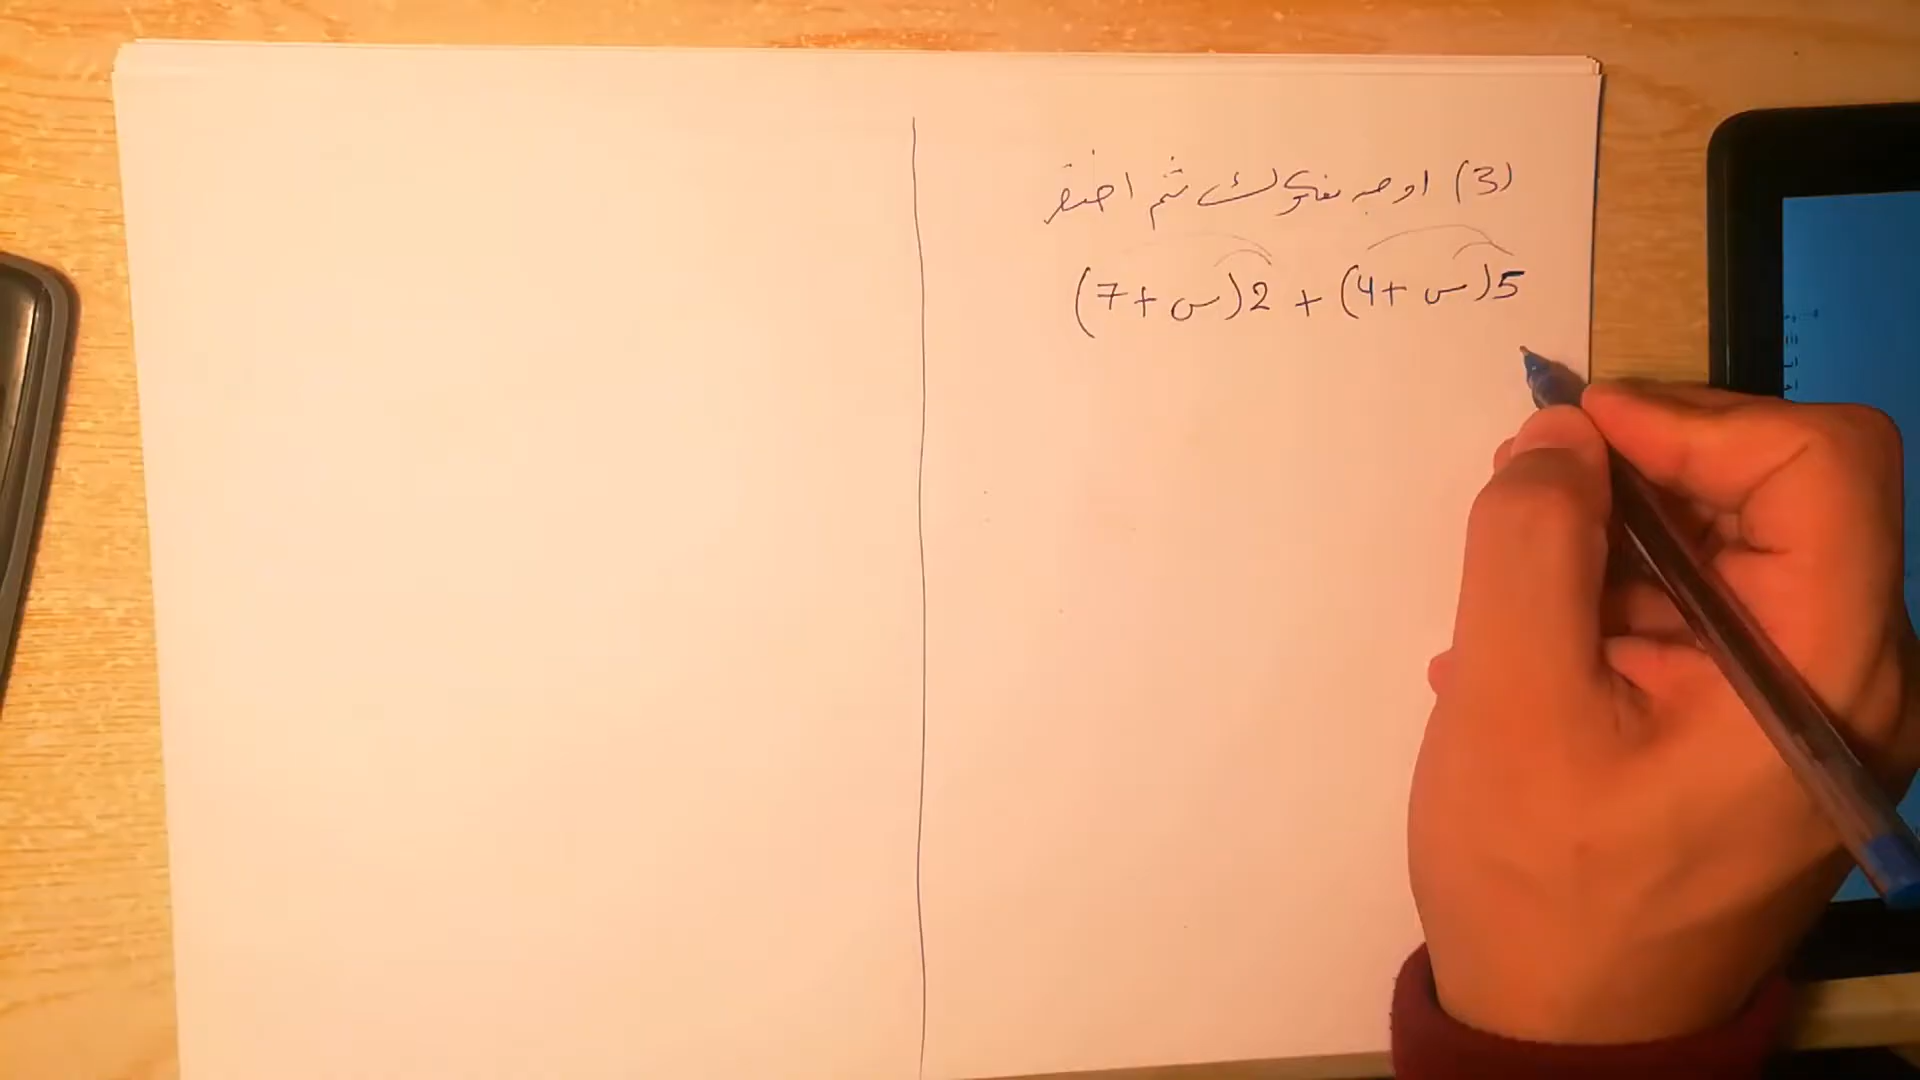 (3) اوجد مفكوك ثم اختصر
5(س + 4) + 2(س + 7)